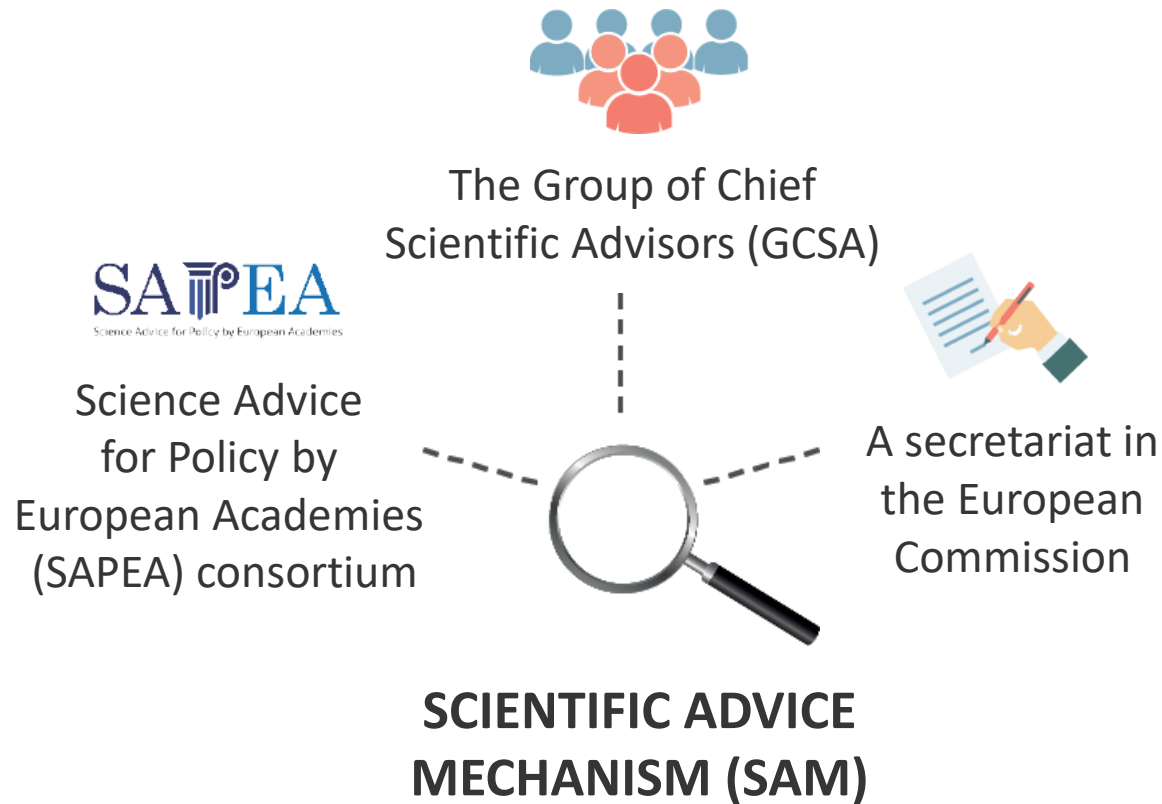 The Group of Chief
Scientific Advisors (GCSA)
SAPEA
Science Advice for Policy by European Academies
Science Advice
for Policy by
European Academies
(SAPEA) consortium
A secretariat in
the European
Commission
SCIENTIFIC ADVICE
MECHANISM (SAM)